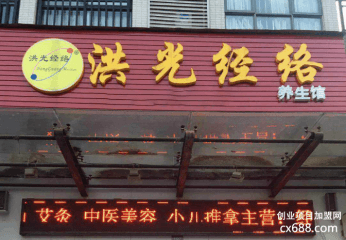 洪光经络
洪光经络
养生馆
艾条 中医美容 小儿推拿主营
创业项目加盟网
cx688.com